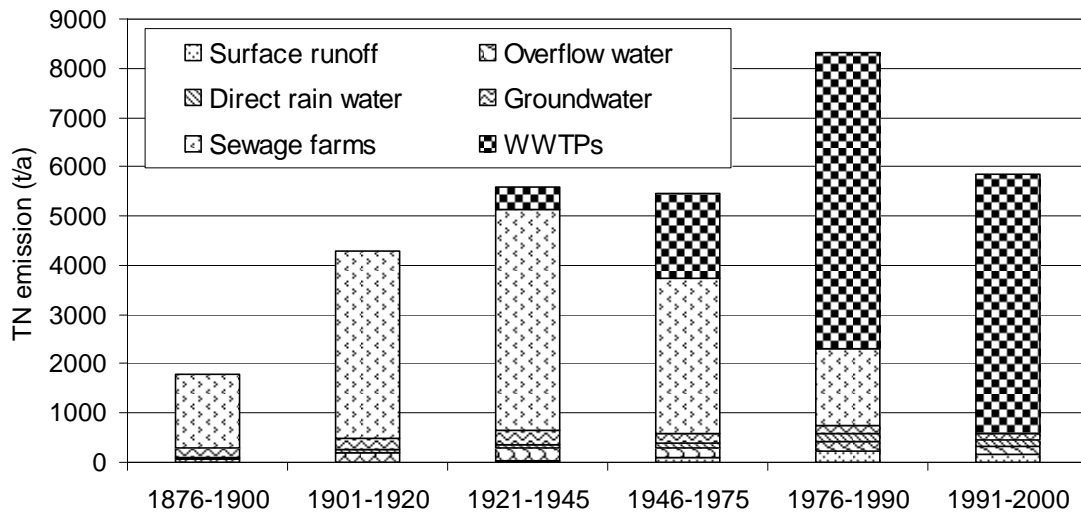 9000
8000
7000
6000
5000
4000
3000
2000
1000
0
TN emission (t/a)
Surface runoff Overflow water
Direct rain water Groundwater
Sewage farms WWTPs
1876-1900 1901-1920 1921-1945 1946-1975 1976-1990 1991-2000